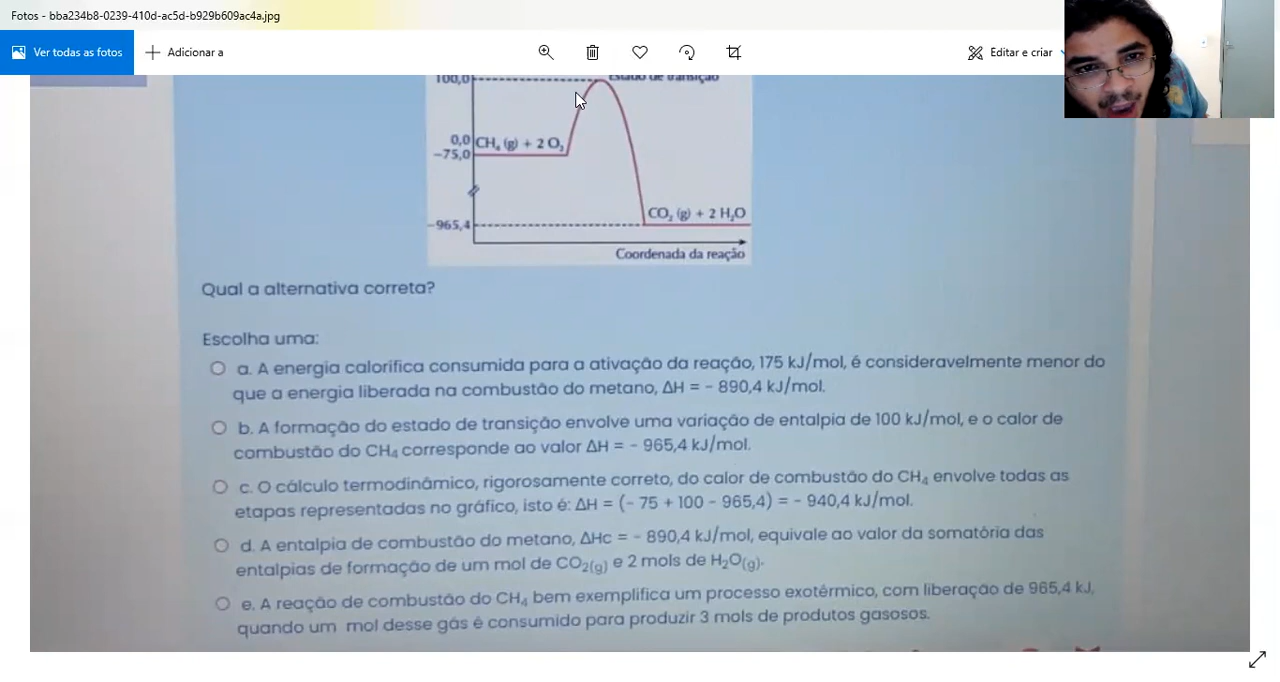 Fotos - bba234b8-0239-410d-ac5d-b929b609ac4a.jpg
Ver todas as fotos
Adicionar a
Editar e criar
100,0
Estado de transição
0,0
CH₄ (g) + 2 O₂
-75,0
CO₂ (g) + 2 H₂O
-965,4
Coordenada da reação
Qual a alternativa correta?
Escolha uma:
a. A energia calorífica consumida para a ativação da reação, 175 kJ/mol, é consideravelmente menor do
que a energia liberada na combustão do metano, ΔH = - 890,4 kJ/mol.
b. A formação do estado de transição envolve uma variação de entalpia de 100 kJ/mol, e o calor de
combustão do CH₄ corresponde ao valor ΔH = - 965,4 kJ/mol.
c. O cálculo termodinâmico, rigorosamente correto, do calor de combustão do CH₄ envolve todas as
etapas representadas no gráfico, isto é: ΔH = (- 75 + 100 - 965,4) = - 940,4 kJ/mol.
d. A entalpia de combustão do metano, ΔHc = - 890,4 kJ/mol, equivale ao valor da somatória das
entalpias de formação de um mol de CO₂(g) e 2 mols de H₂O(g).
e. A reação de combustão do CH₄ bem exemplifica um processo exotérmico, com liberação de 965,4 kJ,
quando um mol desse gás é consumido para produzir 3 mols de produtos gasosos.